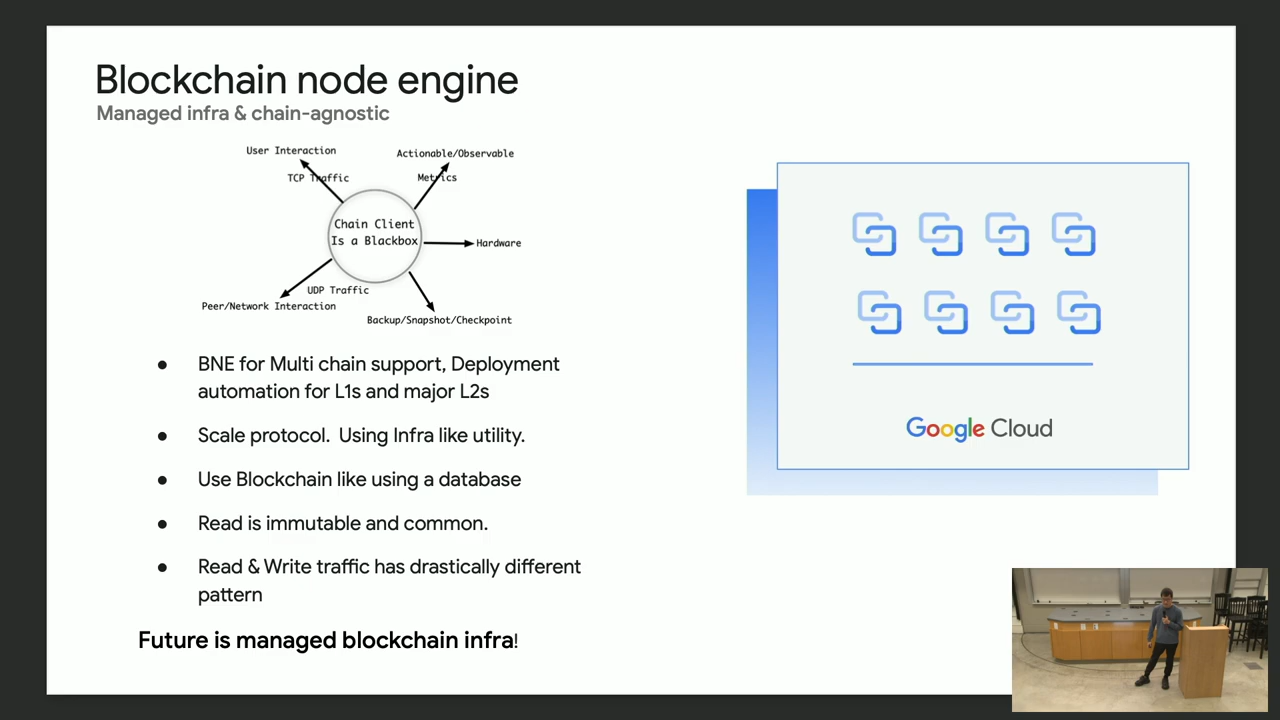 Blockchain node engine
Managed infra & chain-agnostic
User Interaction
Actionable/Observable
TCP Traffic
Metrics
Chain Client
Is a Blackbox
Hardware
UDP Traffic
Peer/Network Interaction
Backup/Snapshot/Checkpoint
● BNE for Multi chain support, Deployment
automation for L1s and major L2s
● Scale protocol. Using Infra like utility.
● Use Blockchain like using a database
● Read is immutable and common.
● Read & Write traffic has drastically different
pattern
Future is managed blockchain infra!
Google Cloud